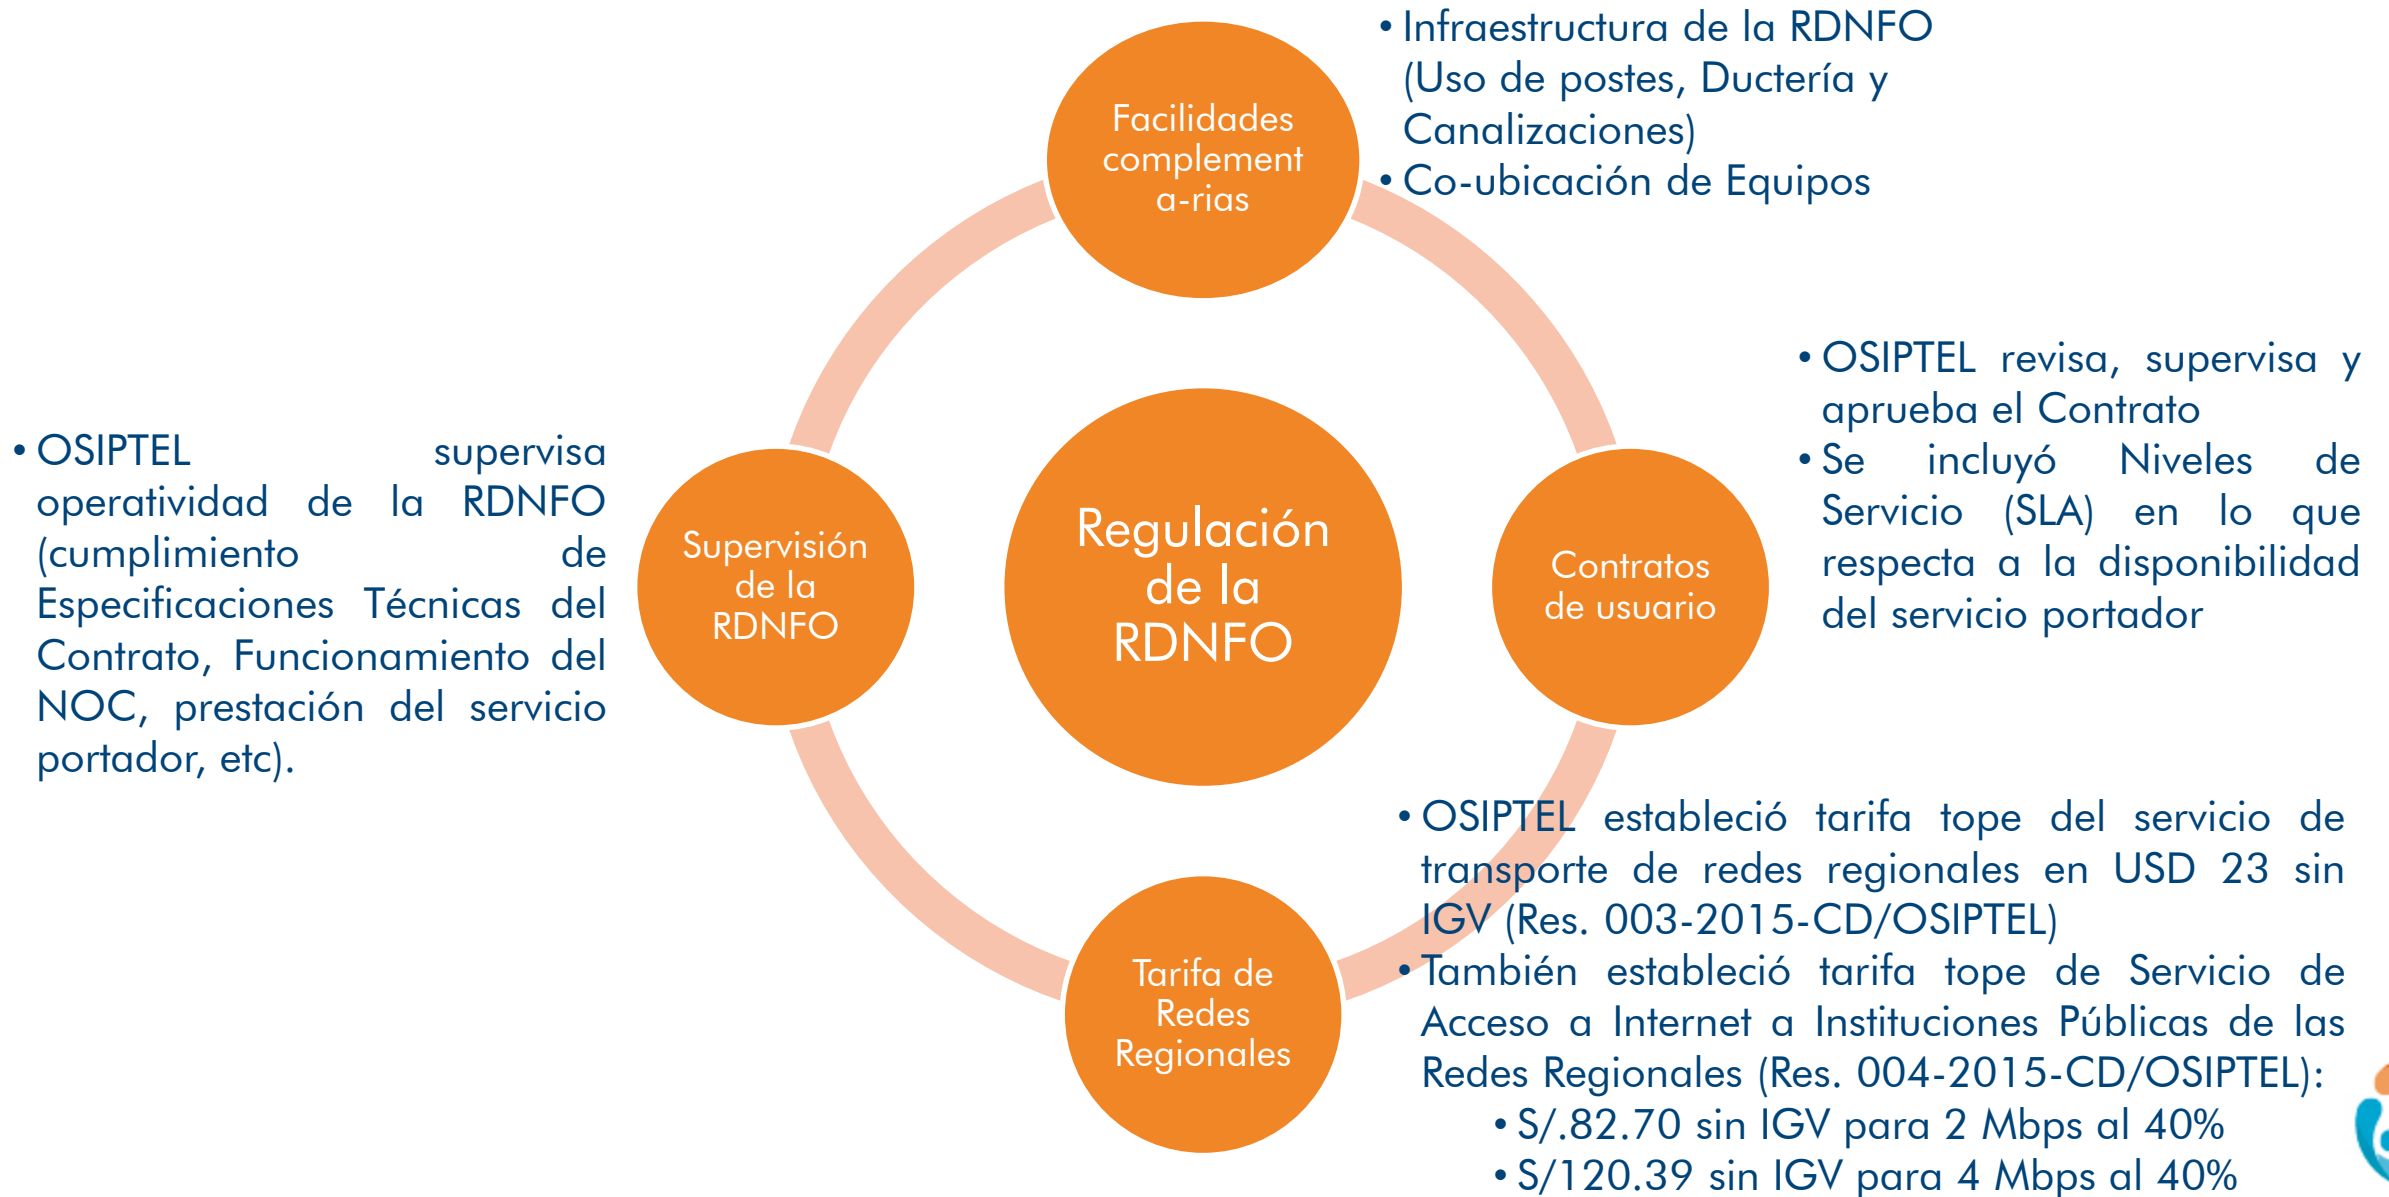 • Infraestructura de la RDNFO
(Uso de postes, Ductería y
Canalizaciones)
• Co-ubicación de Equipos
Facilidades
complement
a-rias
• OSIPTEL revisa, supervisa y
aprueba el Contrato
• Se incluyó Niveles de
Servicio (SLA) en lo que
respecta a la disponibilidad
del servicio portador
Contratos
de usuario
Regulación
de la
RDNFO
Supervisión
de la
RDNFO
• OSIPTEL supervisa
operatividad de la RDNFO
(cumplimiento de
Especificaciones Técnicas del
Contrato, Funcionamiento del
NOC, prestación del servicio
portador, etc).
Tarifa de
Redes
Regionales
• OSIPTEL estableció tarifa tope del servicio de
transporte de redes regionales en USD 23 sin
IGV (Res. 003-2015-CD/OSIPTEL)
• También estableció tarifa tope de Servicio de
Acceso a Internet a Instituciones Públicas de las
Redes Regionales (Res. 004-2015-CD/OSIPTEL):
• S/.82.70 sin IGV para 2 Mbps al 40%
• S/120.39 sin IGV para 4 Mbps al 40%